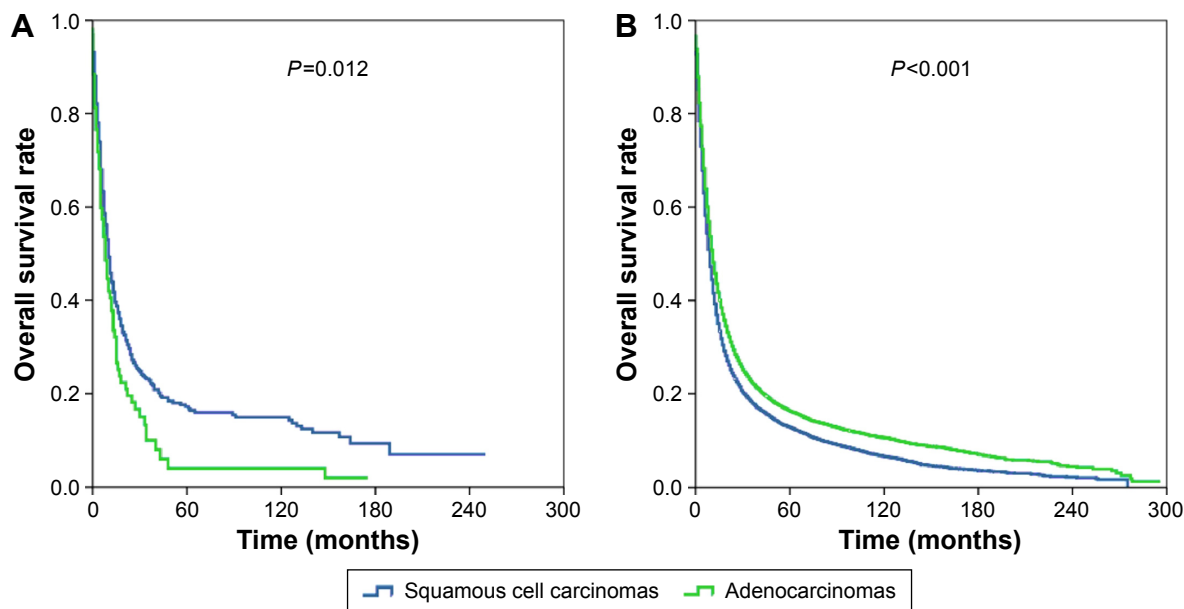 A
P=0.012
1.0
0.8
0.6
0.4
0.2
0.0
Overall survival rate
0 60 120 180 240 300
Time (months)
B
P<0.001
1.0
0.8
0.6
0.4
0.2
0.0
Overall survival rate
0 60 120 180 240 300
Time (months)
Squamous cell carcinomas Adenocarcinomas